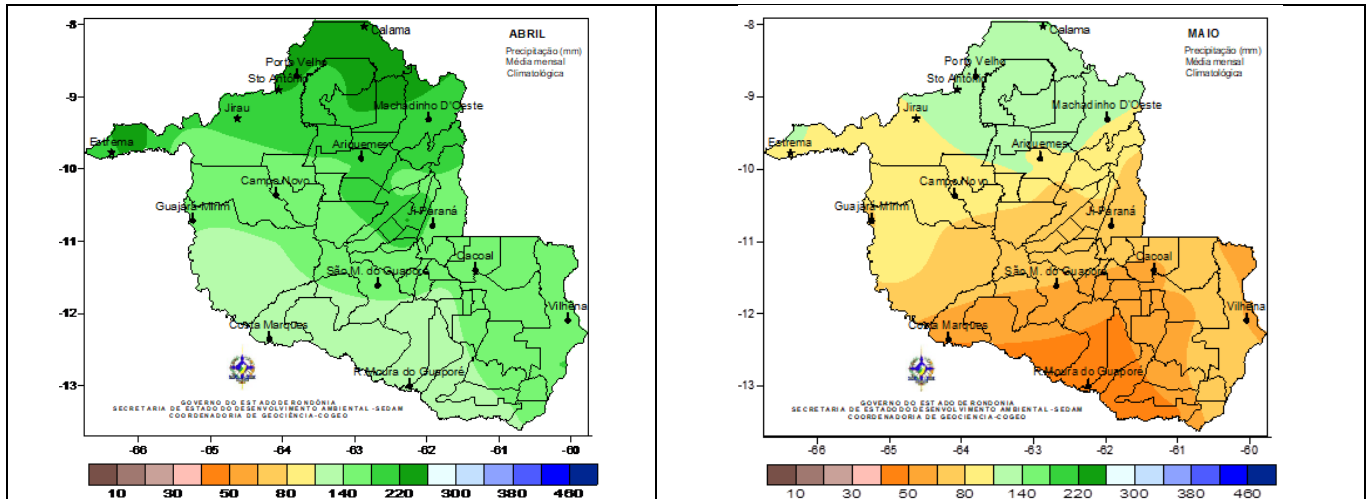 ABRIL
Precipitação (mm)
Média mensal
Climatológica
-8
-9
-10
-11
-12
-13
Calama
Porto Velho
Sto Antônio
Jirau
Machadinho D'Oeste
Estrema
Ariquemes
Campo Novo
Guajará-Mirim
Ji Paraná
Cacoal
São M. do Guaporé
Vilhena
Costa Marques
R.Moura do Guaporé
GOVERNO DO ESTADO DE RONDÔNIA
SECRETARIA DE ESTADO DO DESENVOLVIMENTO AMBIENTAL -SEDAM
COORDENADORIA DE GEOCIÊNCIA-COGEO
-66 -65 -64 -63 -62 -61 -60
10 30 50 80 140 220 300 380 460
MAIO
Precipitação (mm)
Média mensal
Climatológica
-8
-9
-10
-11
-12
-13
Calama
Porto Velho
Sto Antônio
Jirau
Machadinho D'Oeste
Estrema
Ariquemes
Campo Novo
Guajará-Mirim
Ji Paraná
Cacoal
São M. do Guaporé
Vilhena
Costa Marques
R.Moura do Guaporé
GOVERNO DO ESTADO DE RONDONIA
SECRETARIA DE ESTADO DO DESENVOLVIMENTO AMBIENTAL -SEDAM
COORDENADORIA DE GEOCIENCIA-COGEO
-66 -65 -64 -63 -62 -61 -60
10 30 50 80 140 220 300 380 460